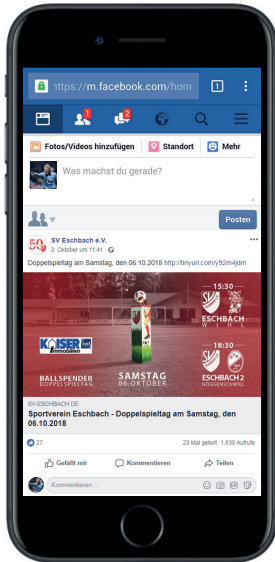 https://m.facebook.com/hom
1
1
2
Fotos/Videos hinzufügen
Standort
Mehr
Was machst du gerade?
Posten
SV Eschbach e.V.
3. Oktober um 11:41
Doppelspieltag am Samstag, den 06.10.2018 http://tinyurl.com/y92m4jdm
15:30
ESCHBACH
WIHL
18:30
KAISER
Immobilien
BALLSPENDER
DOPPELSPIELTAG
SAMSTAG
06.OKTOBER
ESCHBACH 2
NÖGGENSCHWIEL
SV-ESCHBACH.DE
Sportverein Eschbach - Doppelspieltag am Samstag, den
06.10.2018
27
23 Mal geteilt 1.839 Aufrufe
Gefällt mir
Kommentieren
Teilen
Kommentieren ...
GIF